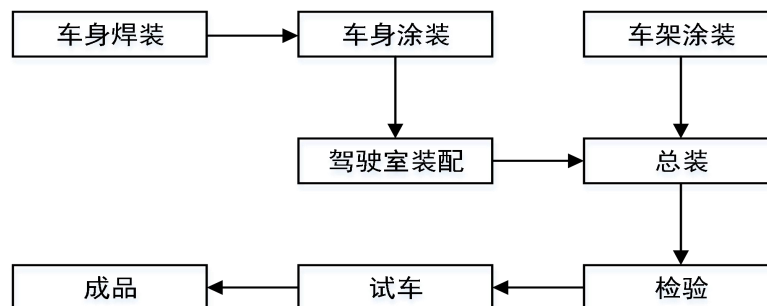 车身焊装
车身涂装
车架涂装
驾驶室装配
总装
成品
试车
检验